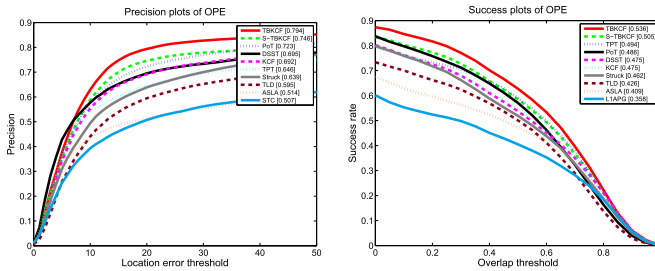 Precision plots of OPE
Precision
0.9
0.8
0.7
0.6
0.5
0.4
0.3
0.2
0.1
0
0 10 20 30 40 50
Location error threshold
TBKCF [0.794]
S-TBKCF [0.746]
PoT [0.723]
DSST [0.695]
KCF [0.692]
TPT [0.646]
Struck [0.639]
TLD [0.595]
ASLA [0.514]
STC [0.507]
Success plots of OPE
Success rate
0.9
0.8
0.7
0.6
0.5
0.4
0.3
0.2
0.1
0
0 0.2 0.4 0.6 0.8
Overlap threshold
TBKCF [0.536]
S-TBKCF [0.505]
TPT [0.494]
PoT [0.486]
DSST [0.475]
KCF [0.475]
Struck [0.462]
TLD [0.426]
ASLA [0.409]
L1APG [0.358]